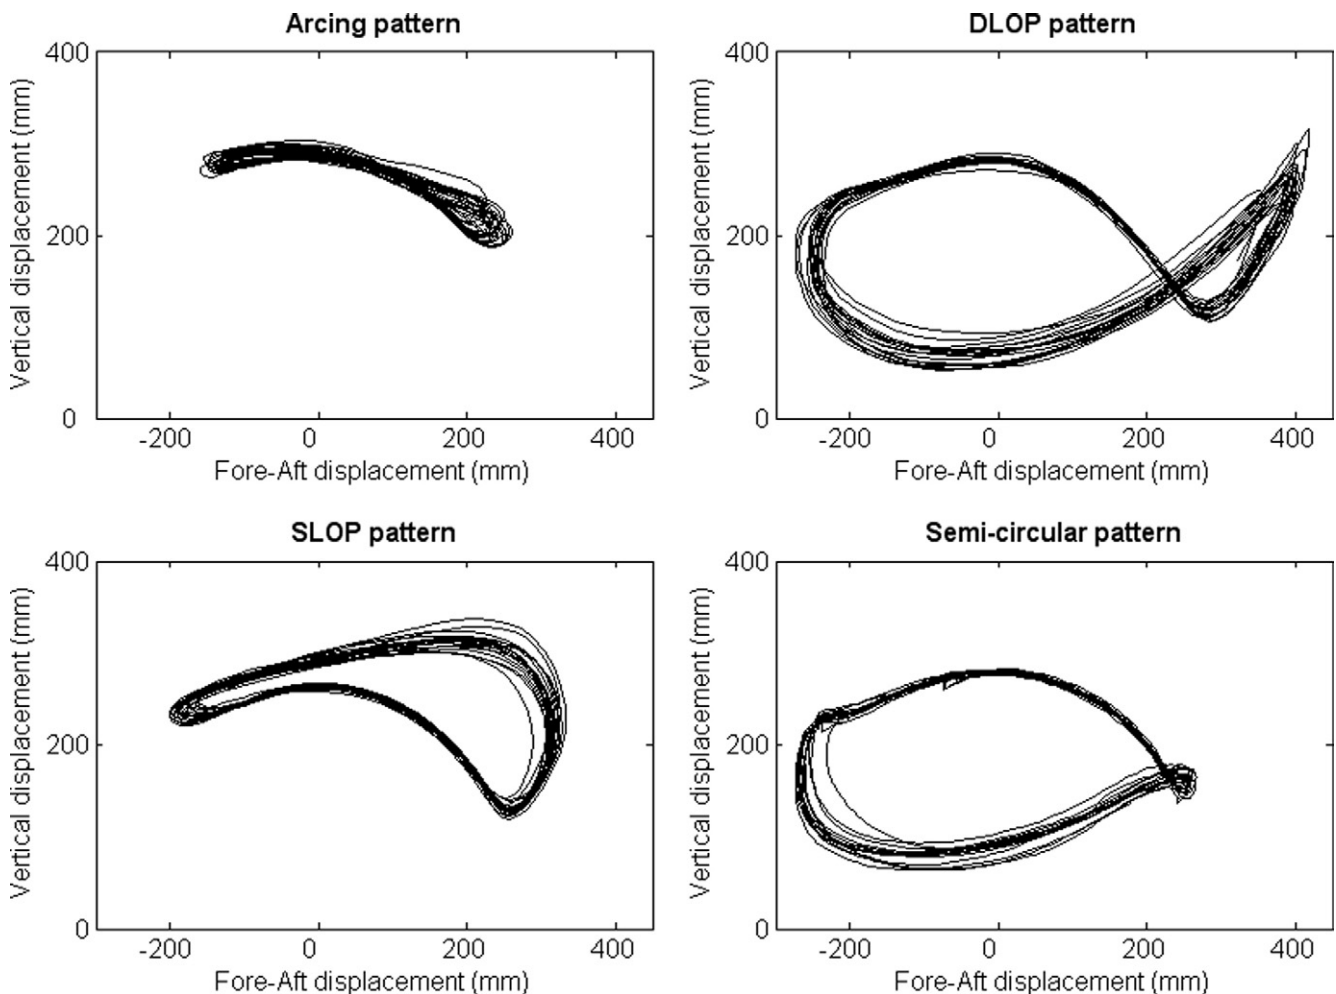 Arcing pattern
400
300
200
0
Vertical displacement (mm)
-200 0 200 400
Fore-Aft displacement (mm)
DLOP pattern
400
200
0
Vertical displacement (mm)
-200 0 200 400
Fore-Aft displacement (mm)
SLOP pattern
400
200
0
Vertical displacement (mm)
-200 0 200 400
Fore-Aft displacement (mm)
Semi-circular pattern
400
200
0
Vertical displacement (mm)
-200 0 200 400
Fore-Aft displacement (mm)